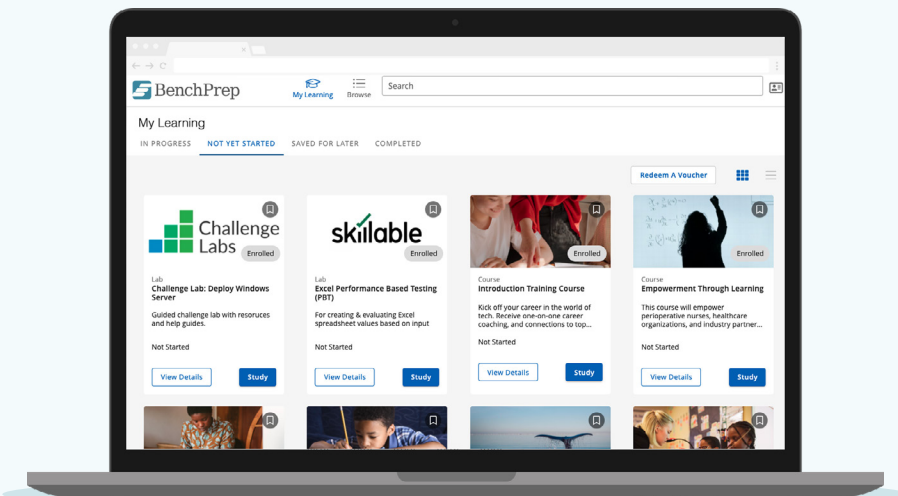 BenchPrep
My Learning
Browse
Search
My Learning
IN PROGRESS
NOT YET STARTED
SAVED FOR LATER
COMPLETED
Redeem A Voucher
Challenge
Labs
Enrolled
Lab
Challenge Lab: Deploy Windows
Server
Guided challenge lab with resoruces
and help guides.
Not Started
View Details
Study
skillable
Enrolled
Lab
Excel Performance Based Testing
(PBT)
For creating & evaluating Excel
spreadsheet values based on input
Not Started
View Details
Study
Enrolled
Course
Introduction Training Course
Kick off your career in the world of
tech. Receive one-on-one career
coaching, and connections to top...
Not Started
View Details
Study
Enrolled
Course
Empowerment Through Learning
This course will empower
perioperative nurses, healthcare
organizations, and industry partner...
Not Started
View Details
Study